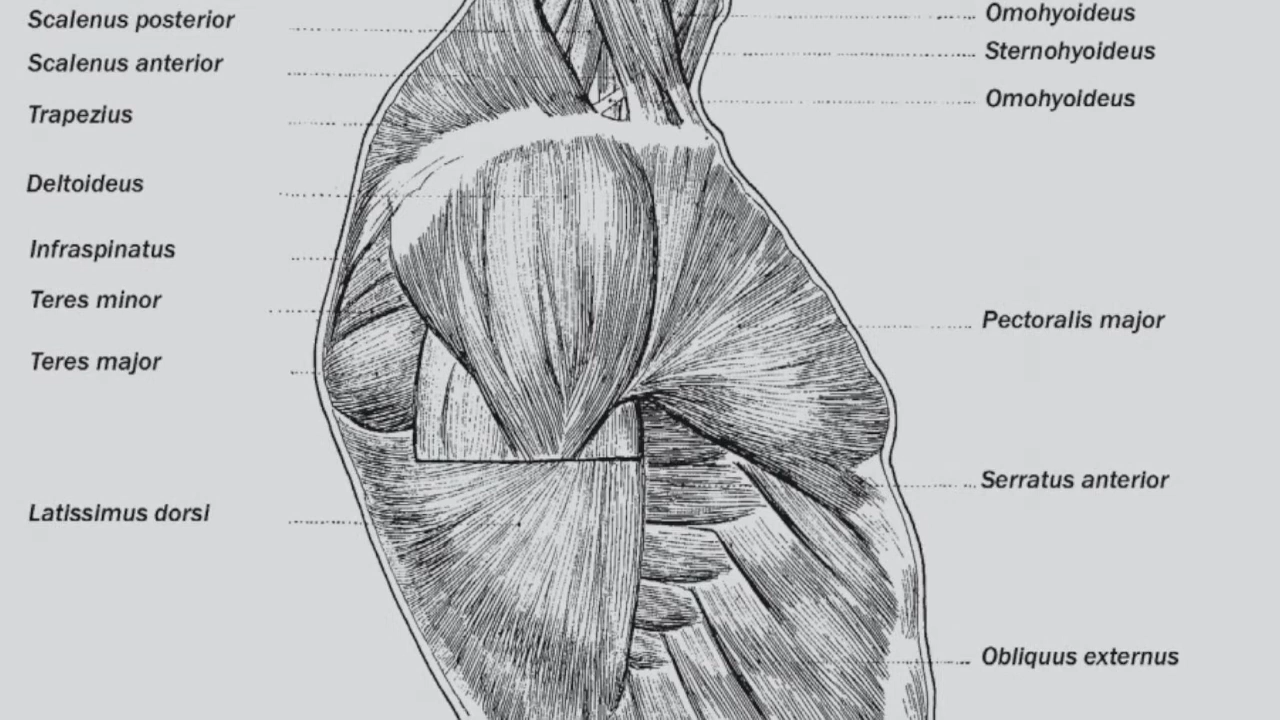 Scalenus posterior
Scalenus anterior
Trapezius
Deltoideus
Infraspinatus
Teres minor
Teres major
Latissimus dorsi
Omohyoideus
Sternohyoideus
Omohyoideus
Pectoralis major
Serratus anterior
Obliquus externus